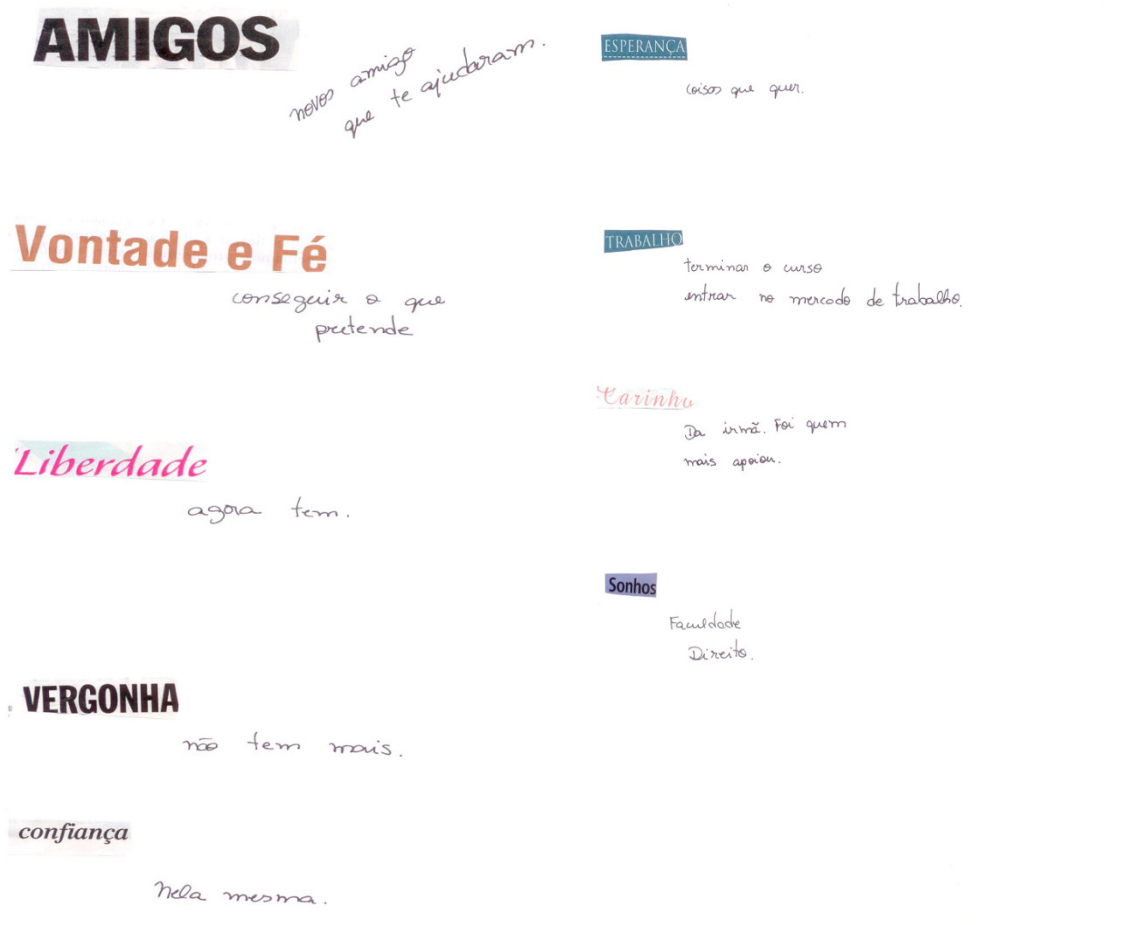 AMIGOS
novos amigo
que te ajudaram.
Vontade e Fé
conseguir o que
pretende
Liberdade
agora tem.
VERGONHA
não tem mais.
confiança
Nela mesma.
ESPERANÇA
coisas que quer.
TRABALHO
terminar o curso
entrar no mercado de trabalho.
Carinho
Da irmã. Foi quem
mais apoiou.
Sonhos
Faculdade
Direito.